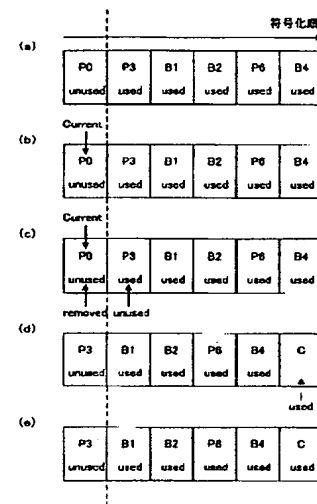 符号化順
(a)
P0 P3 B1 B2 P6 B4
unused used used used used used
(b)
Current
P0 P3 B1 B2 P6 B4
unused used used used used used
(c)
Current
P0 P3 B1 B2 P6 B4
unused used used used used used
removed unused
(d)
P3 B1 B2 P6 B4 C
unused used used used used
used
(e)
P3 B1 B2 P6 B4 C
unused used used used used used